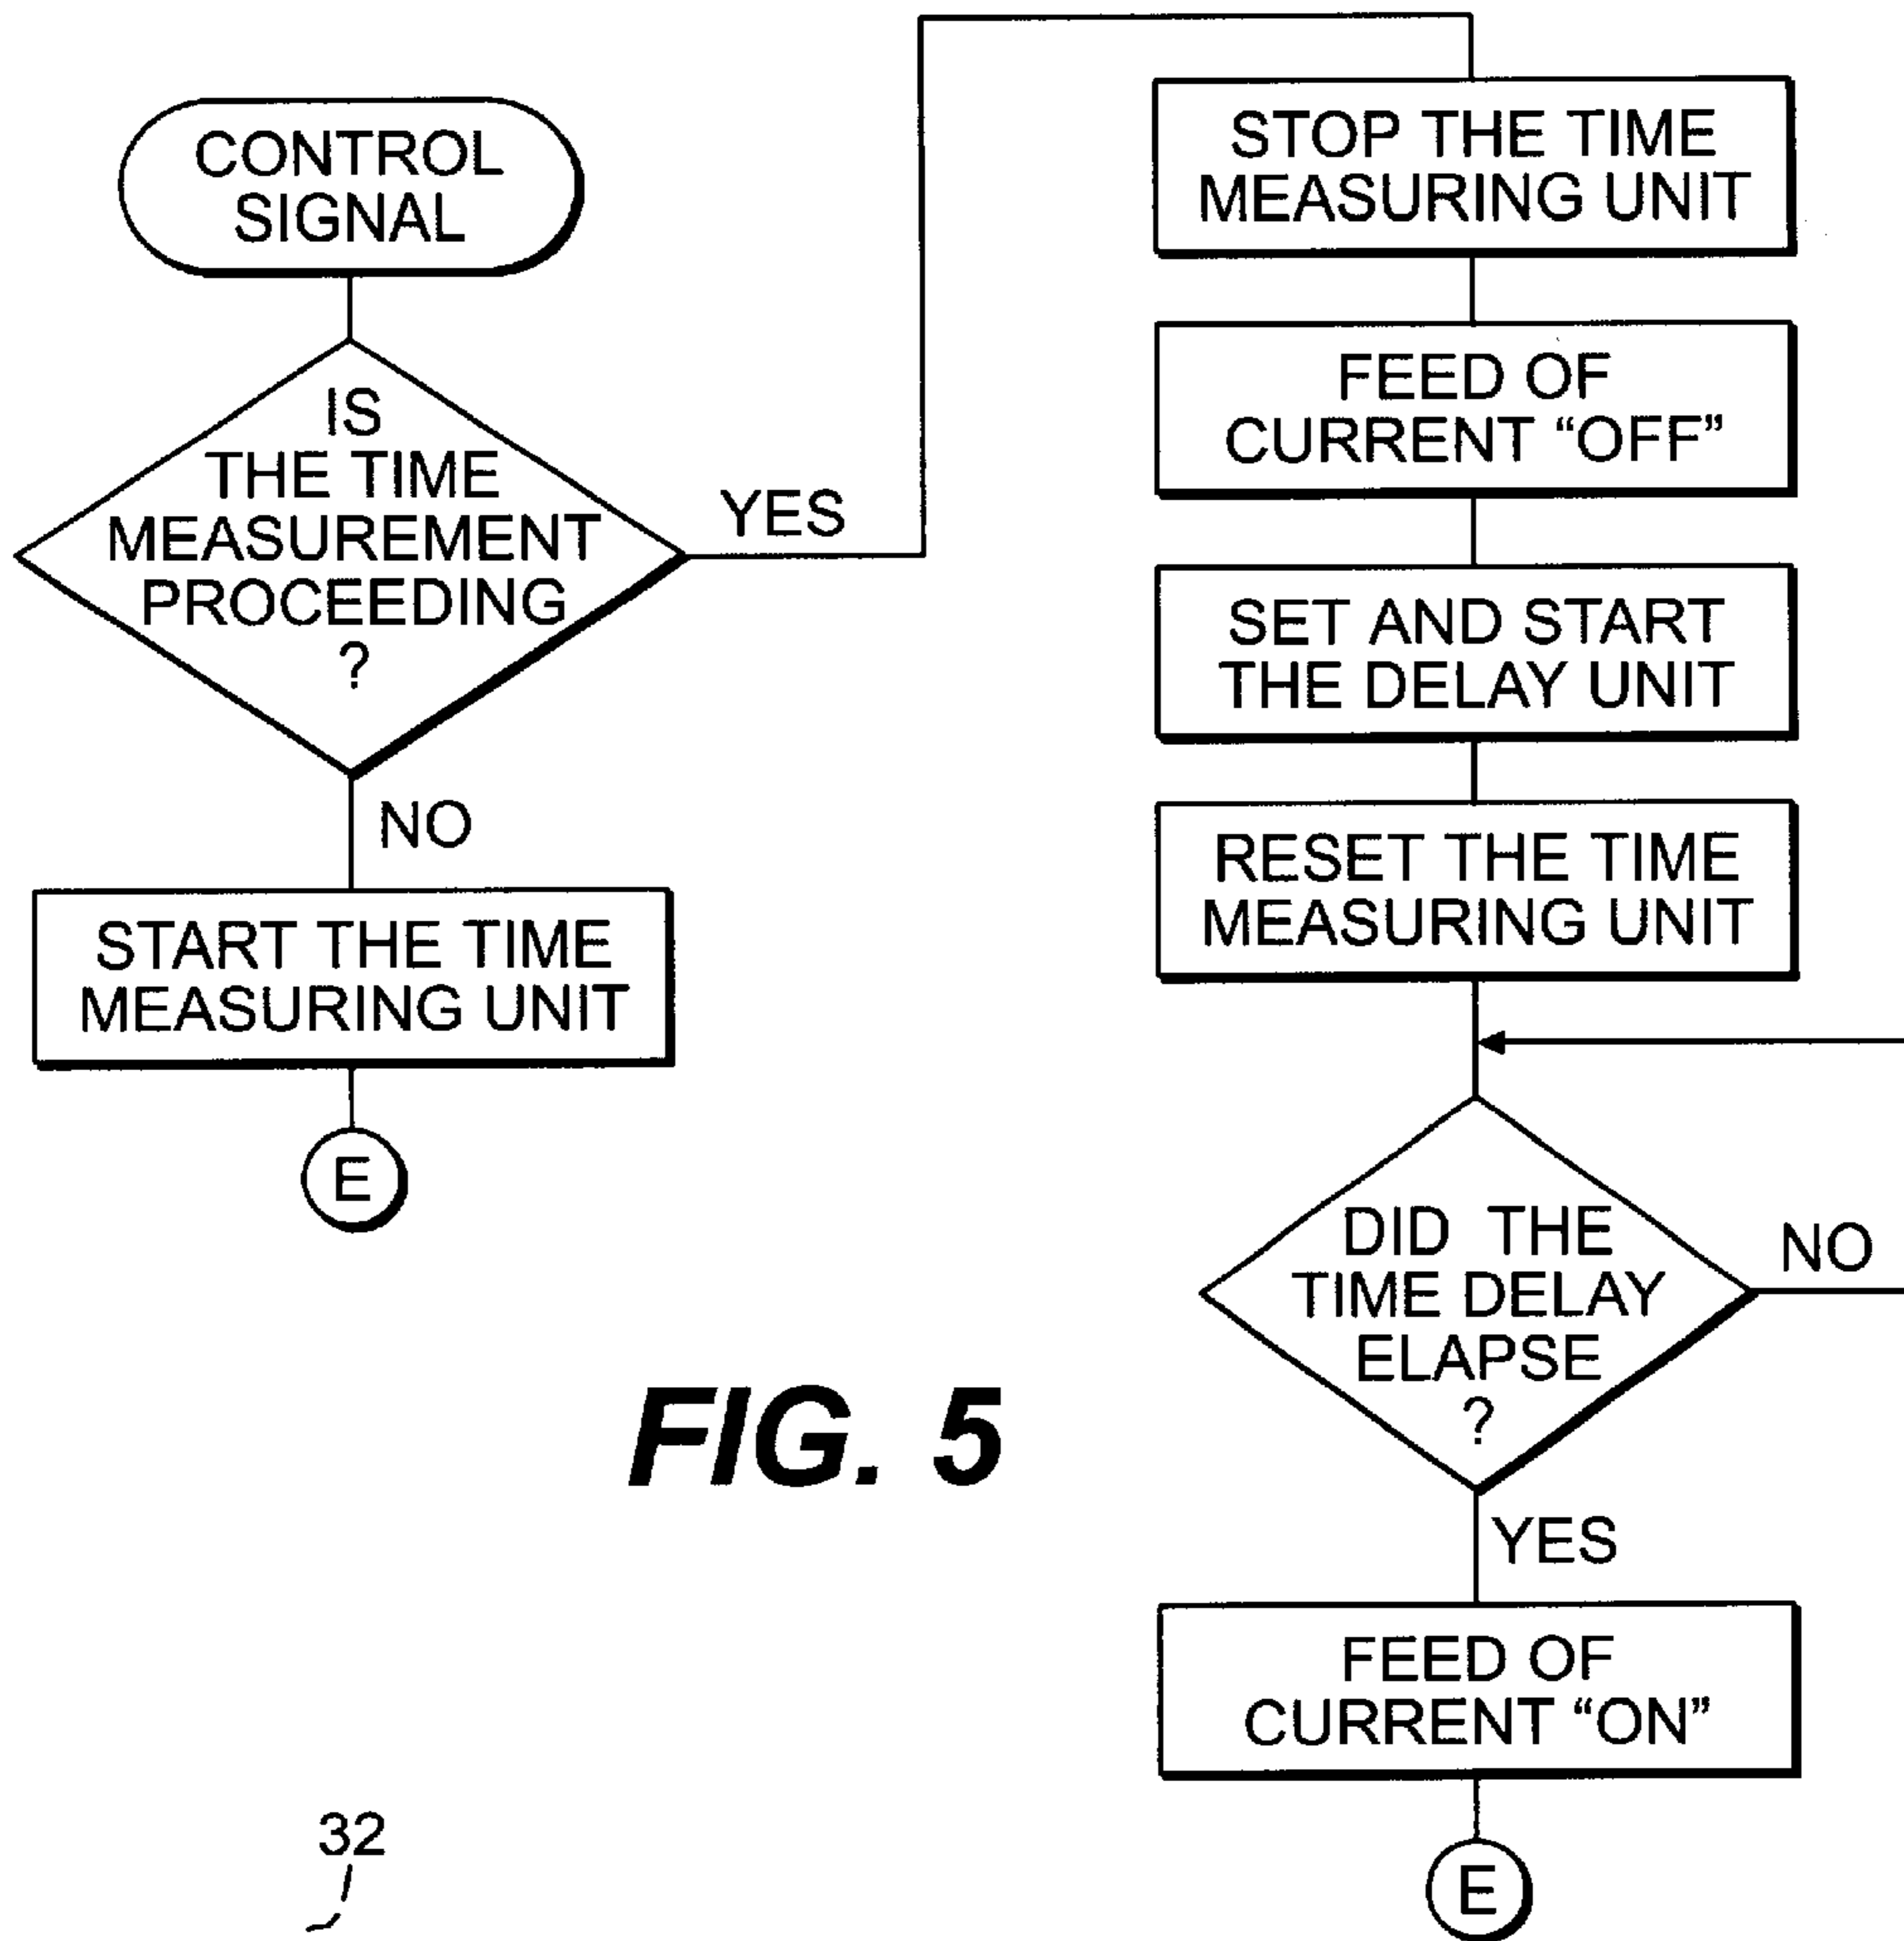 CONTROL
SIGNAL
IS
THE TIME
MEASUREMENT
PROCEEDING
?
YES
NO
START THE TIME
MEASURING UNIT
E
STOP THE TIME
MEASURING UNIT
FEED OF
CURRENT “OFF”
SET AND START
THE DELAY UNIT
RESET THE TIME
MEASURING UNIT
DID THE
TIME DELAY
ELAPSE
?
NO
YES
FEED OF
CURRENT “ON”
E
FIG. 5
32